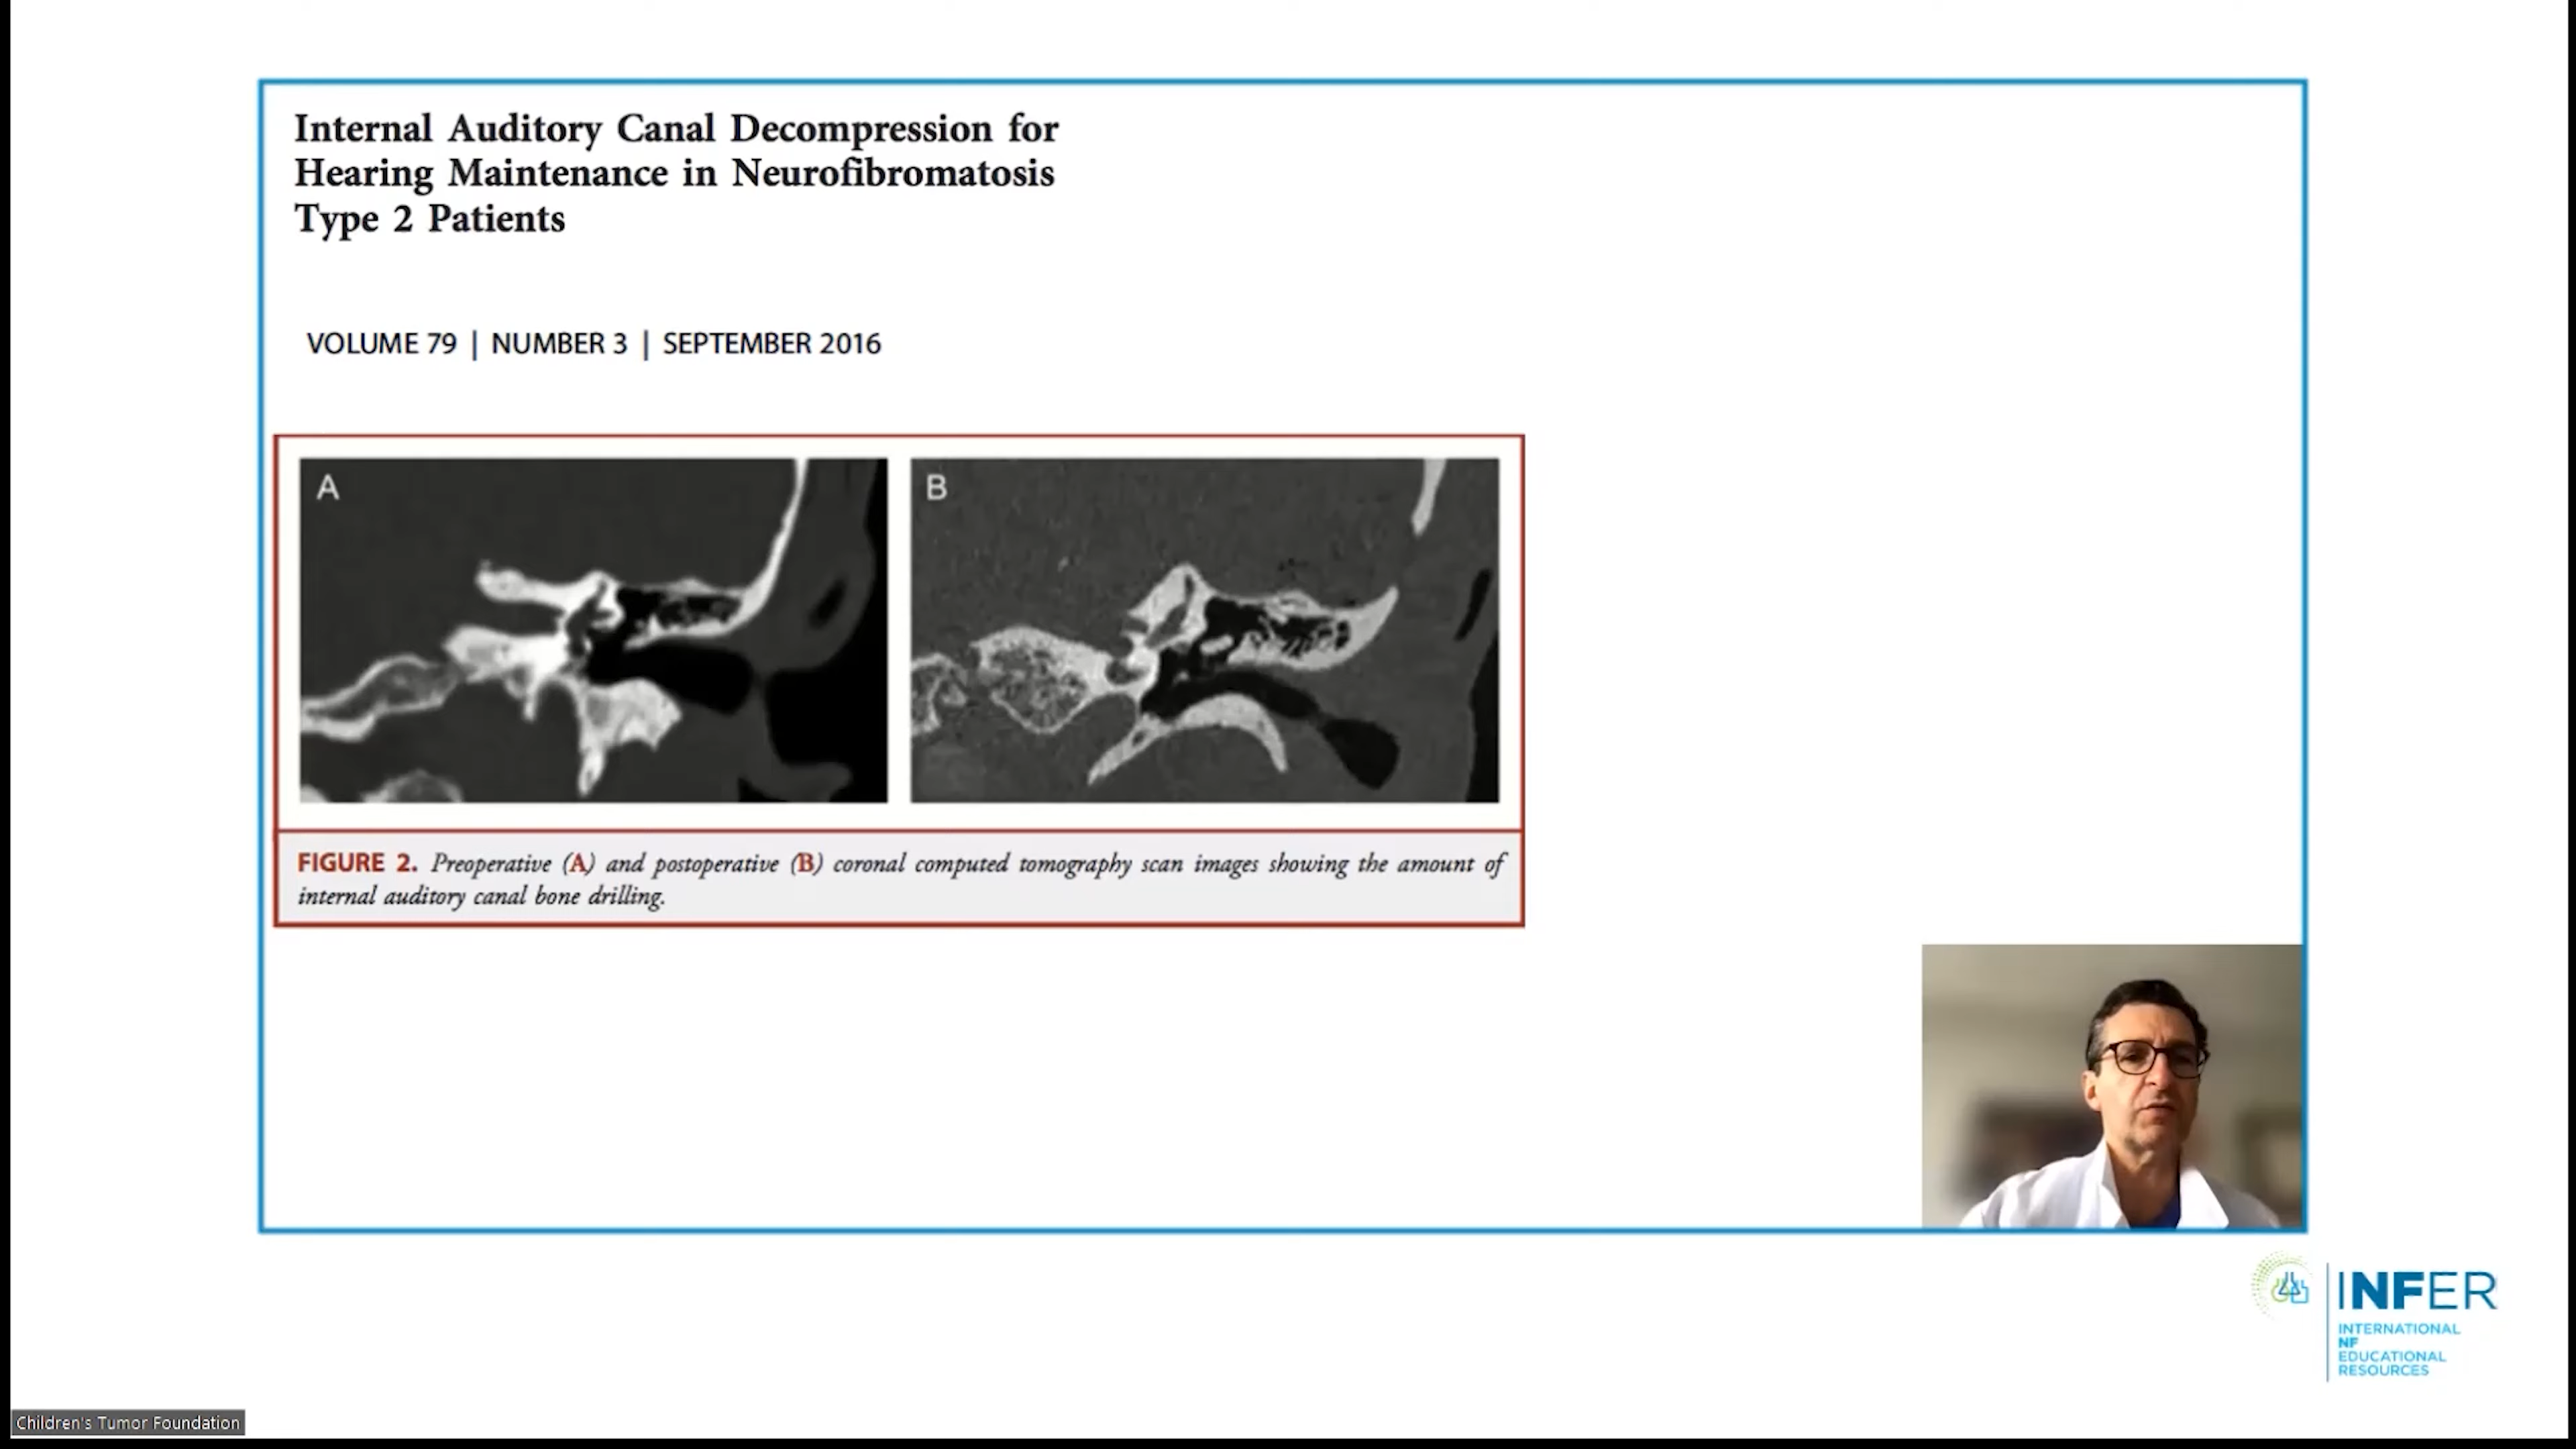 Internal Auditory Canal Decompression for
Hearing Maintenance in Neurofibromatosis
Type 2 Patients
VOLUME 79 | NUMBER 3 | SEPTEMBER 2016
A
B
FIGURE 2. Preoperative (A) and postoperative (B) coronal computed tomography scan images showing the amount of
internal auditory canal bone drilling.
INFER
INTERNATIONAL
NF
EDUCATIONAL
RESOURCES
Children's Tumor Foundation